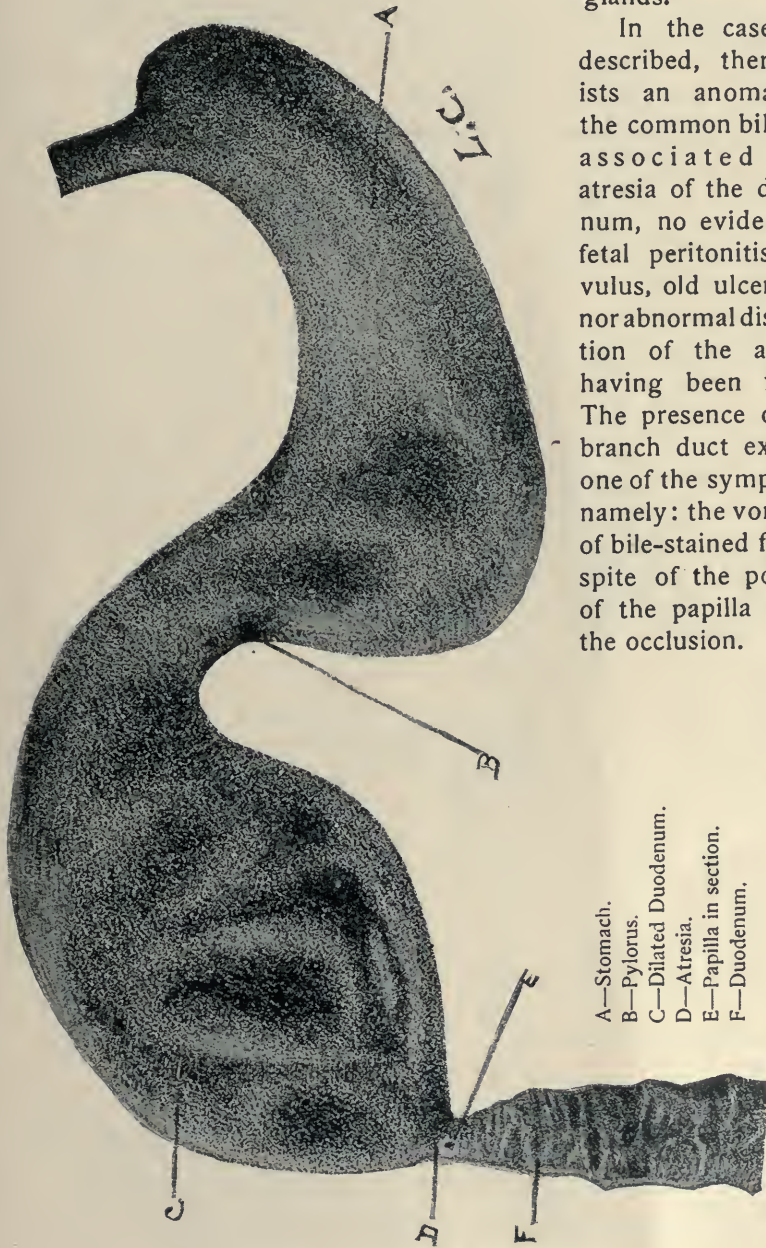 glands.
In the case
described, ther
ists an anoma
the common bil
associated
atresia of the d
num, no evide
fetal peritonitis
vulus, old ulcer
nor abnormal dis
tion of the a
having been
The presence
branch duct ex
one of the symp
namely: the vor
of bile-stained f
spite of the po
of the papilla
the occlusion.
A
L.C.
B
C
D
E
F
A—Stomach.
B—Pylorus.
C—Dilated Duodenum.
D—Atresia.
E—Papilla in section.
F—Duodenum.